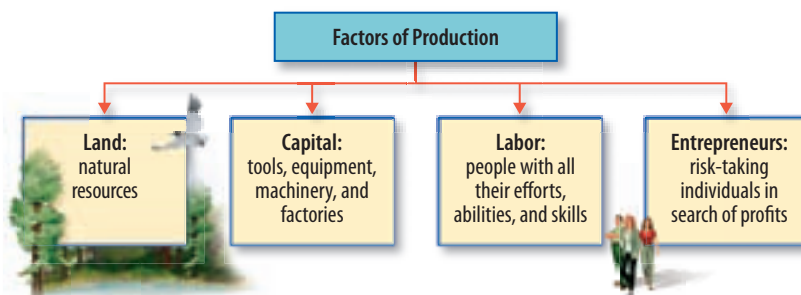 Factors of Production
Land:
natural
resources
Capital:
tools, equipment,
machinery, and
factories
Labor:
people with all
their efforts,
abilities, and skills
Entrepreneurs:
risk-taking
individuals in
search of profits